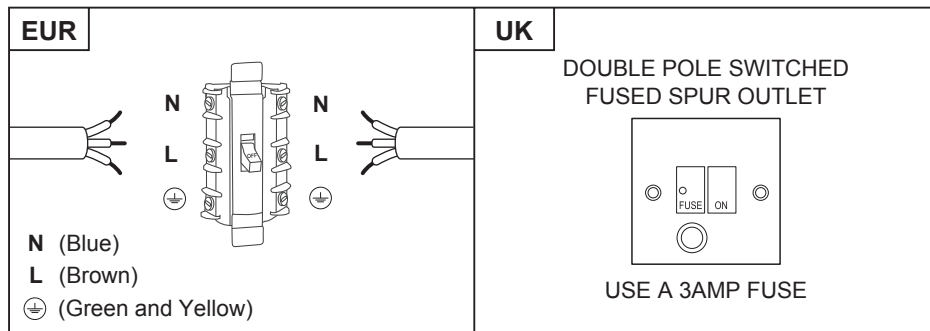 EUR
N
N
L
L
OFF
N (Blue)
L (Brown)
(Green and Yellow)
UK
DOUBLE POLE SWITCHED
FUSED SPUR OUTLET
FUSE
ON
USE A 3AMP FUSE